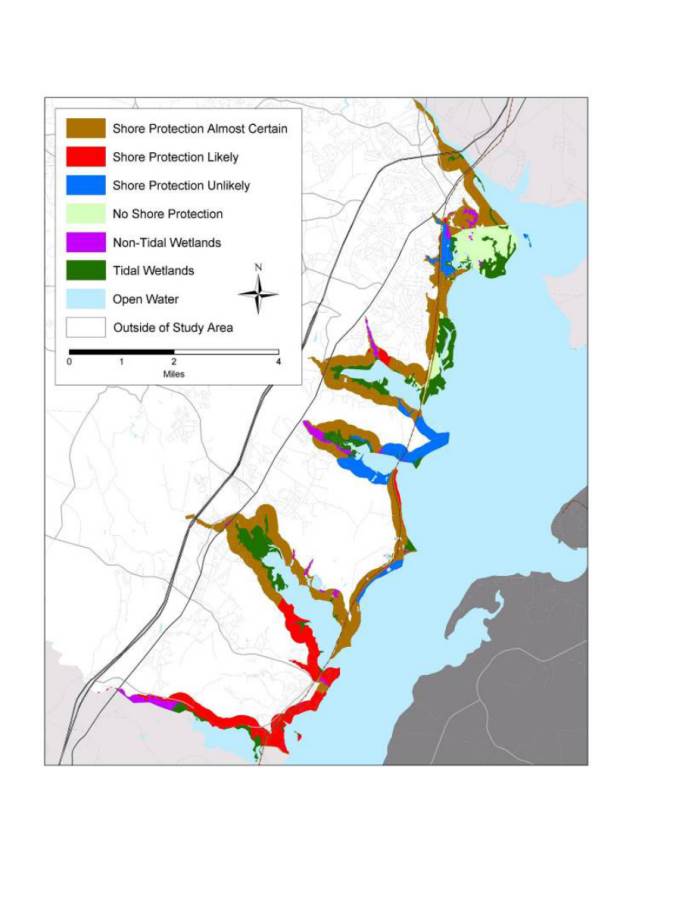 Shore Protection Almost Certain
Shore Protection Likely
Shore Protection Unlikely
No Shore Protection
Non-Tidal Wetlands
Tidal Wetlands
N
Open Water
Outside of Study Area
0 1 2 4
Miles